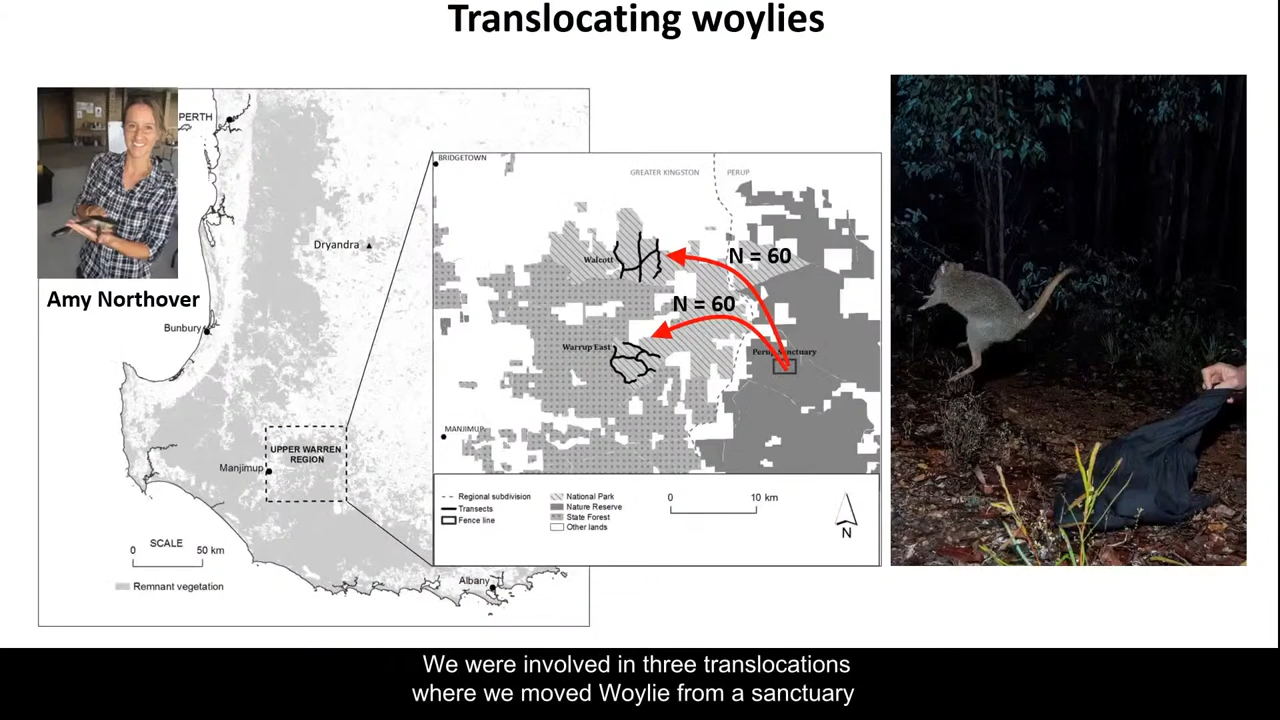 Translocating woylies
PERTH
Dryandra
Amy Northover
Bunbury
UPPER WARREN
REGION
Manjimup
SCALE
0 50 km
Remnant vegetation
Albany
BRIDGETOWN
GREATER KINGSTON
PERUP
Walcott
N = 60
N = 60
Warrup East
Perup Sanctuary
MANJIMUP
Regional subdivision
Transects
Fence line
National Park
Nature Reserve
State Forest
Other lands
0 10 km
N
We were involved in three translocations
where we moved Woylie from a sanctuary